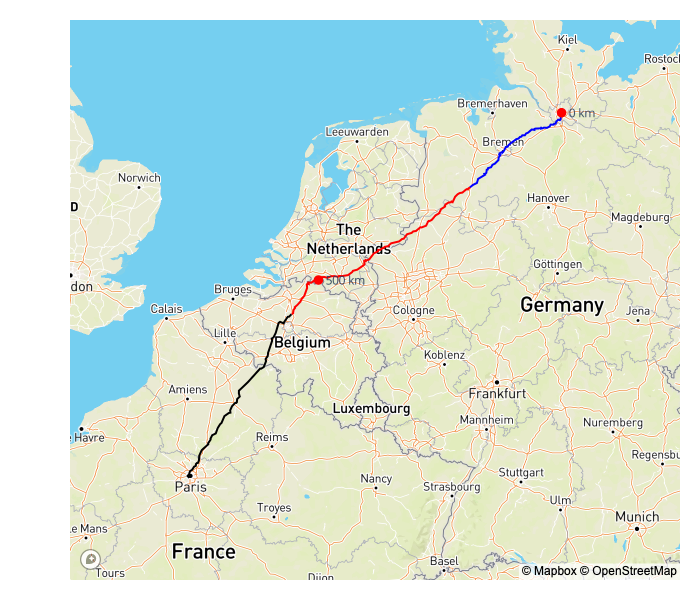 Kiel
Rostoc
Bremerhaven
0 km
Leeuwarden
Bremen
Norwich
Hanover
D
Magdeburg
The
Netherlands
Göttingen
500 km
don
Bruges
Calais
Cologne
Germany
Jena
Lille
Belgium
Koblenz
Amiens
Frankfurt
Luxembourg
Mannheim
Nuremberg
e Havre
Reims
Regensbu
Paris
Nancy
Strasbourg
Stuttgart
Troyes
Ulm
Munich
Le Mans
France
Basel
Tours
Dijon
© Mapbox © OpenStreetMap